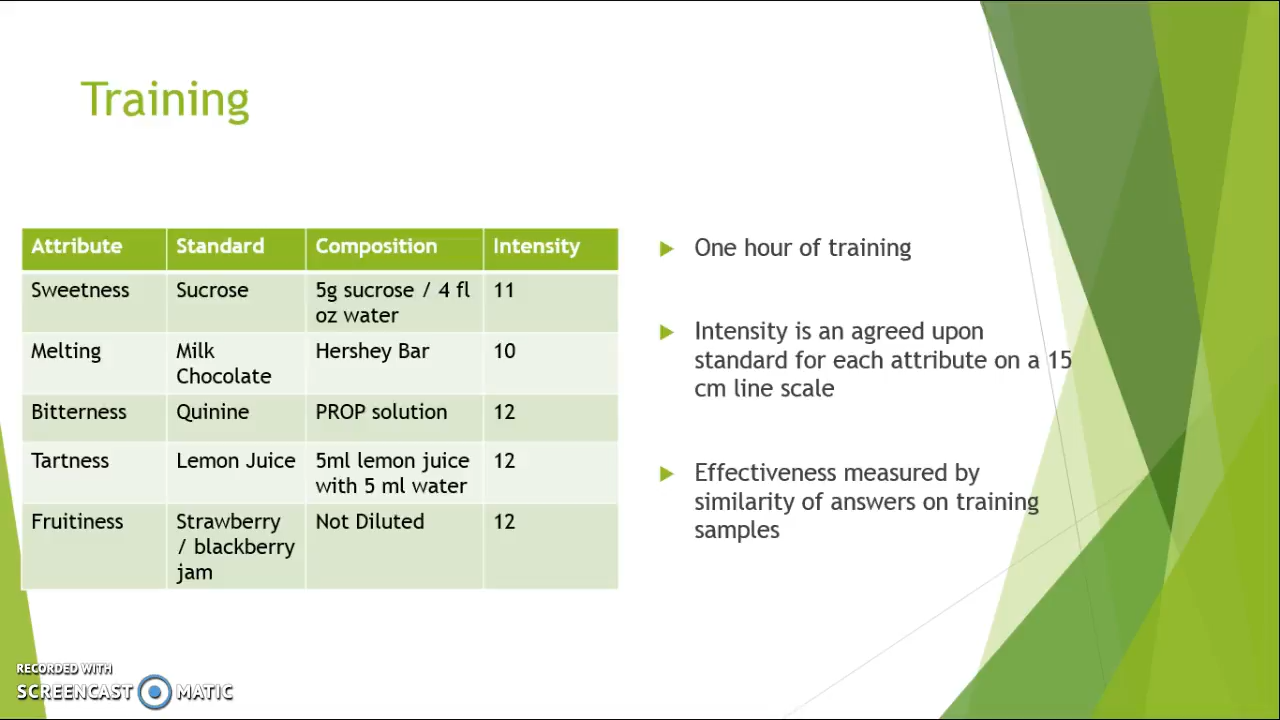 Training
Attribute Standard Composition Intensity
Sweetness Sucrose 5g sucrose / 4 fl oz water 11
Melting Milk Chocolate Hershey Bar 10
Bitterness Quinine PROP solution 12
Tartness Lemon Juice 5ml lemon juice with 5 ml water 12
Fruitiness Strawberry / blackberry jam Not Diluted 12
One hour of training
Intensity is an agreed upon
standard for each attribute on a 15
cm line scale
Effectiveness measured by
similarity of answers on training
samples
RECORDED WITH
SCREENCAST MATIC